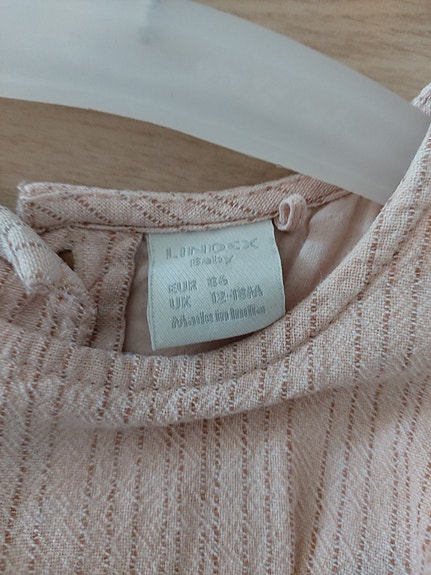 LINDEX
Baby
EUR 86
UK 12-18M
Made in India